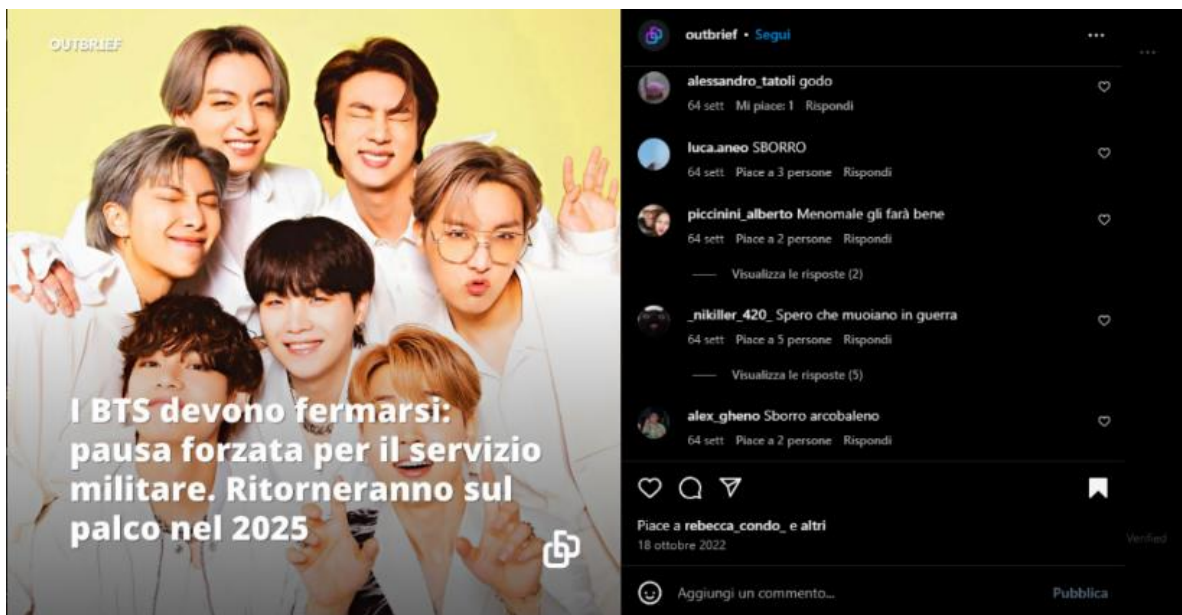 OUTBRIEF
I BTS devono fermarsi:
pausa forzata per il servizio
militare. Ritorneranno sul
palco nel 2025
outbrief • Segui
alessandro_tatoli godo
64 sett Mi piace: 1 Rispondi
luca.aneo SBORRO
64 sett Piace a 3 persone Rispondi
piccinini_alberto Menomale gli farà bene
64 sett Piace a 2 persone Rispondi
Visualizza le risposte (2)
_nikiller_420_ Spero che muoiano in guerra
64 sett Piace a 5 persone Rispondi
Visualizza le risposte (5)
alex_gheno Sborro arcobaleno
64 sett Piace a 2 persone Rispondi
Piace a rebecca_condo_ e altri
18 ottobre 2022
Verified
Aggiungi un commento...
Pubblica